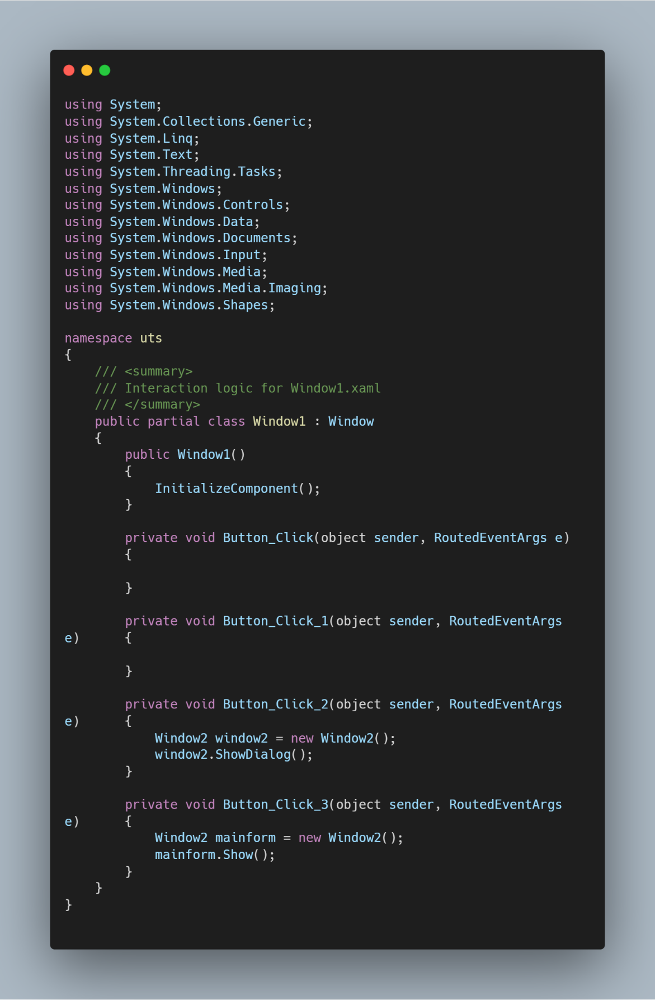 using System;
using System.Collections.Generic;
using System.Linq;
using System.Text;
using System.Threading.Tasks;
using System.Windows;
using System.Windows.Controls;
using System.Windows.Data;
using System.Windows.Documents;
using System.Windows.Input;
using System.Windows.Media;
using System.Windows.Media.Imaging;
using System.Windows.Shapes;

namespace uts
{
    /// <summary>
    /// Interaction logic for Window1.xaml
    /// </summary>
    public partial class Window1 : Window
    {
        public Window1()
        {
            InitializeComponent();
        }

        private void Button_Click(object sender, RoutedEventArgs e)
        {

        }

        private void Button_Click_1(object sender, RoutedEventArgs
e)      {

        }

        private void Button_Click_2(object sender, RoutedEventArgs
e)      {
            Window2 window2 = new Window2();
            window2.ShowDialog();
        }

        private void Button_Click_3(object sender, RoutedEventArgs
e)      {
            Window2 mainform = new Window2();
            mainform.Show();
        }
    }
}